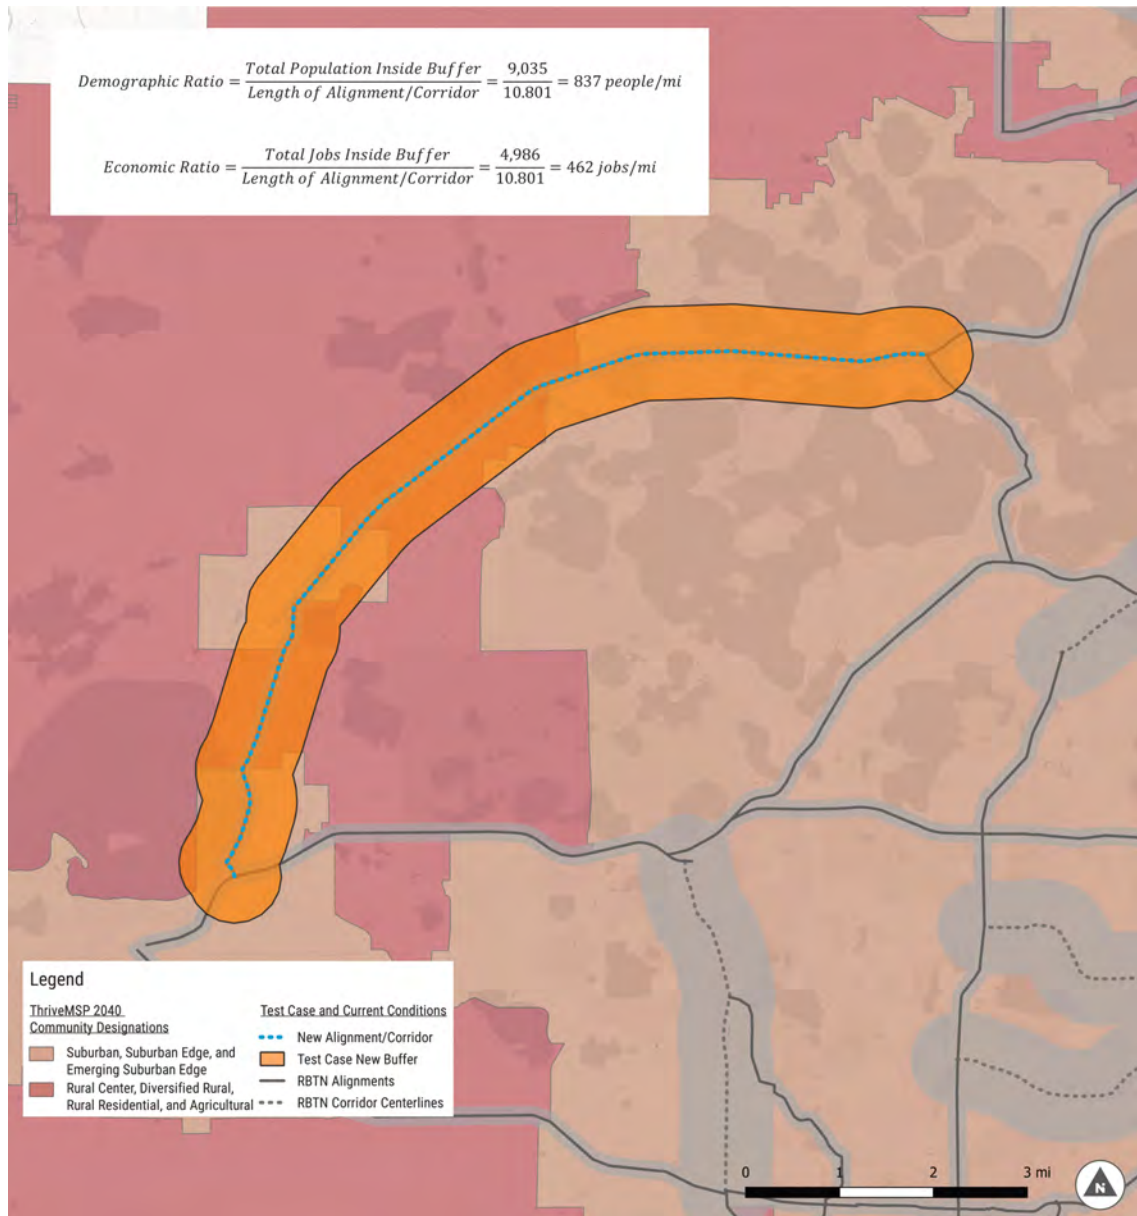 Demographic Ratio = Total Population Inside Buffer / Length of Alignment/Corridor = 9,035 / 10.801 = 837 people/mi
Economic Ratio = Total Jobs Inside Buffer / Length of Alignment/Corridor = 4,986 / 10.801 = 462 jobs/mi
Legend
ThriveMSP 2040
Community Designations
Suburban, Suburban Edge, and
Emerging Suburban Edge
Rural Center, Diversified Rural,
Rural Residential, and Agricultural
Test Case and Current Conditions
New Alignment/Corridor
Test Case New Buffer
RBTN Alignments
RBTN Corridor Centerlines
0 1 2 3 mi
N